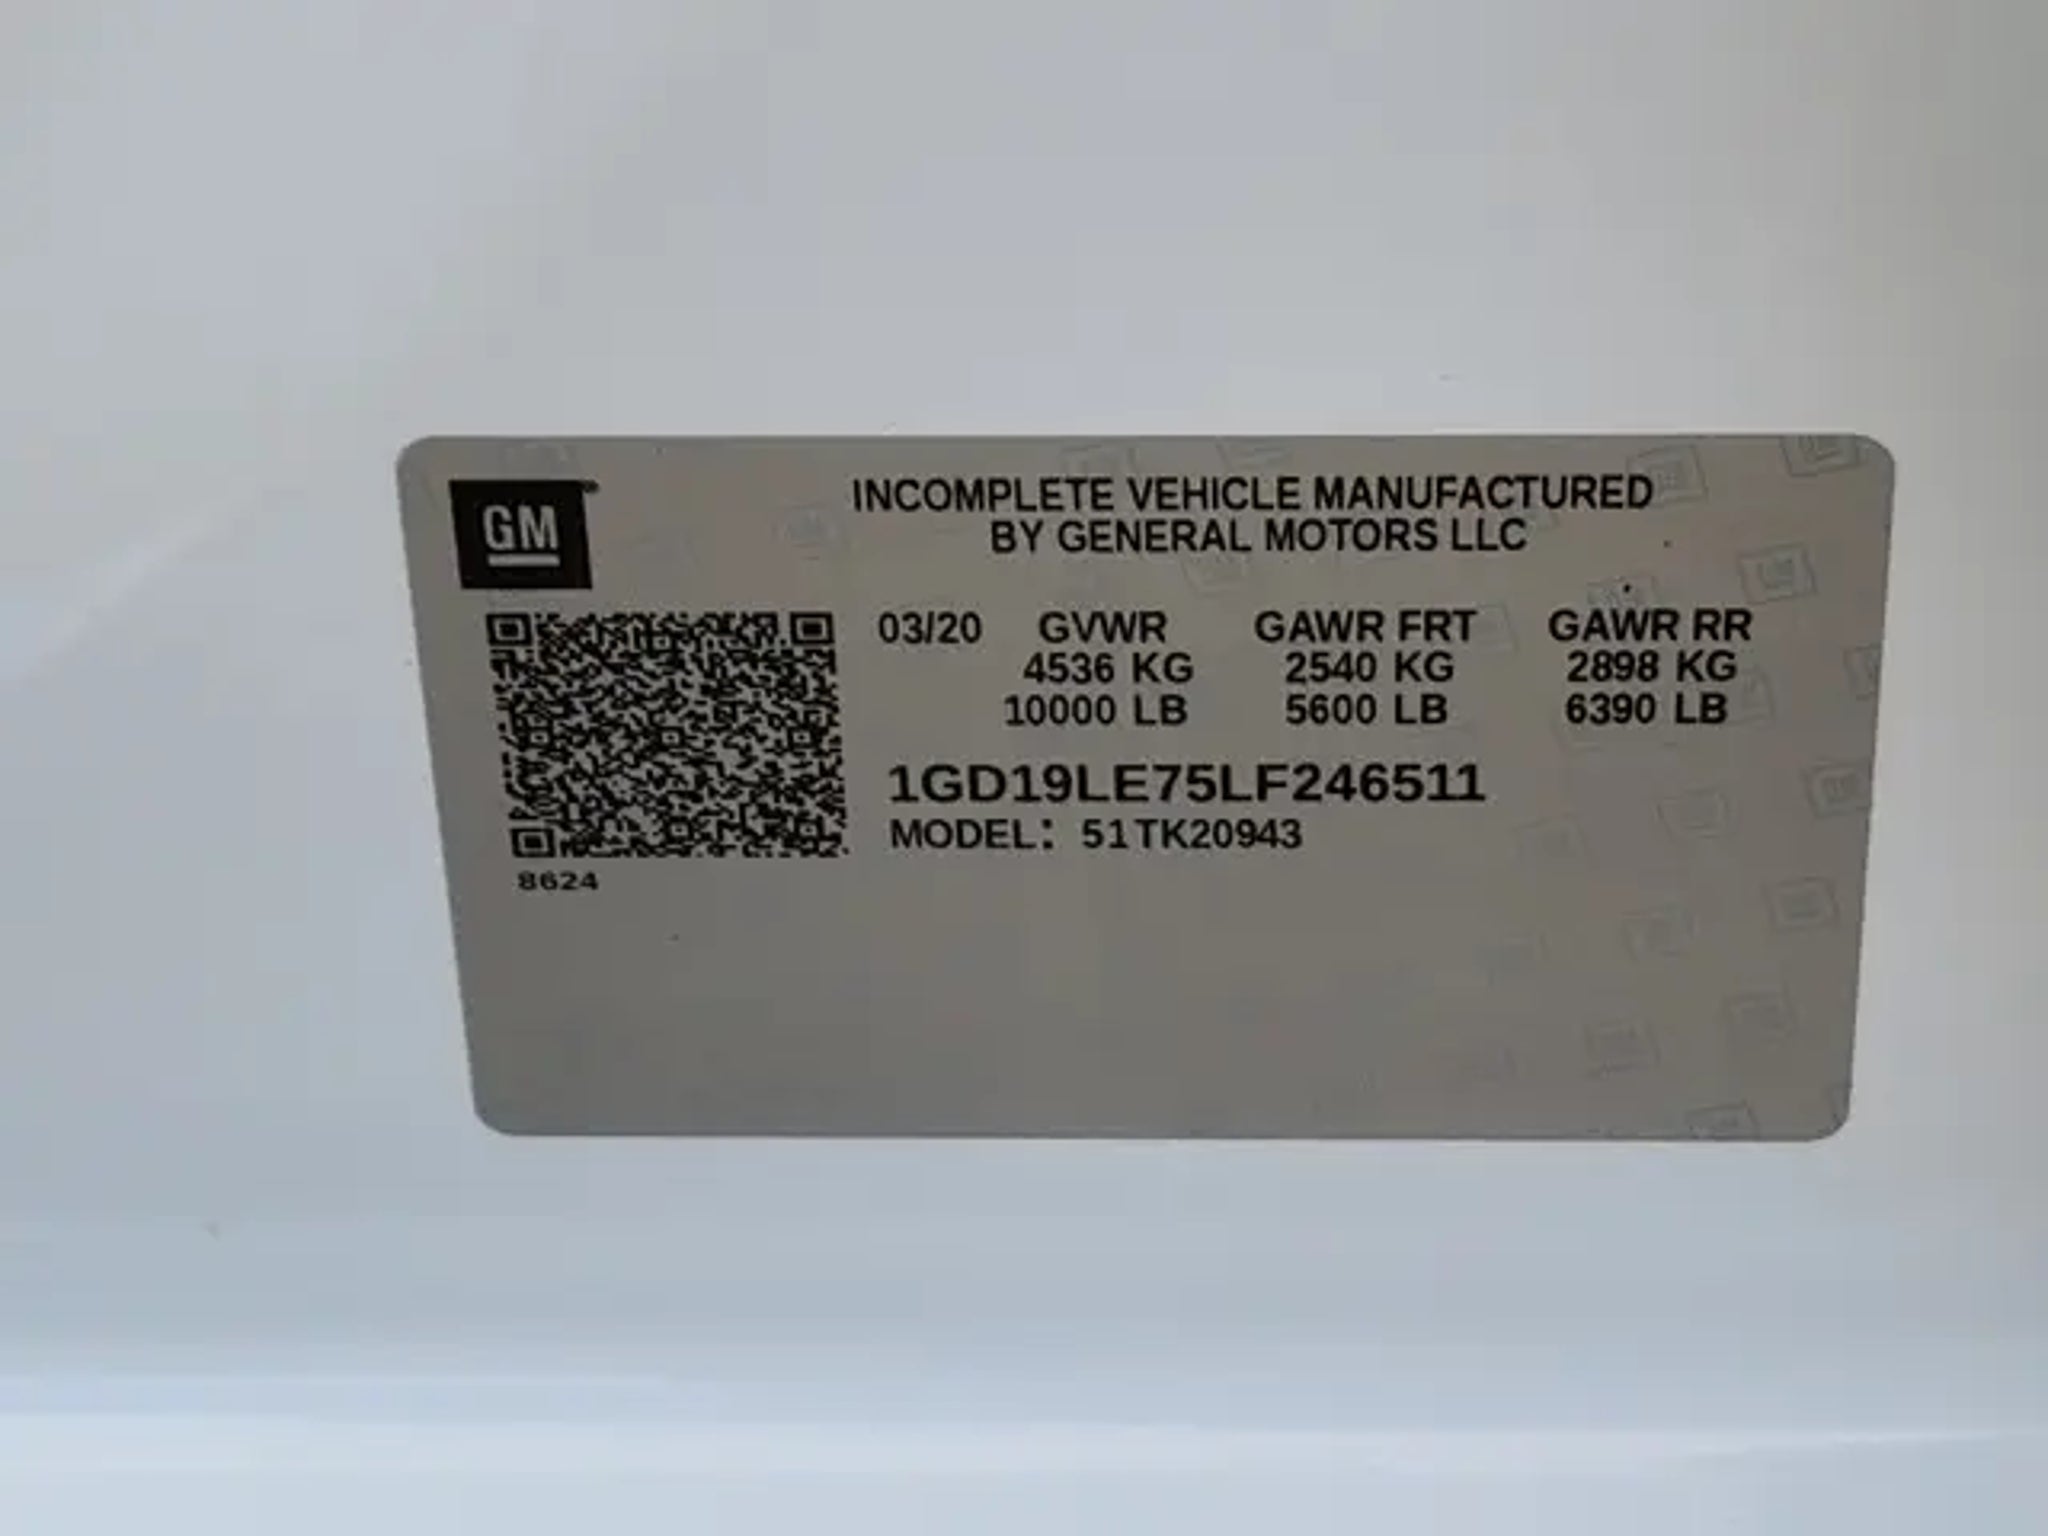 GM
INCOMPLETE VEHICLE MANUFACTURED
BY GENERAL MOTORS LLC
03/20 GVWR GAWR FRT GAWR RR
4536 KG 2540 KG 2898 KG
10000 LB 5600 LB 6390 LB
1GD19LE75LF246511
MODEL: 51TK20943
8624